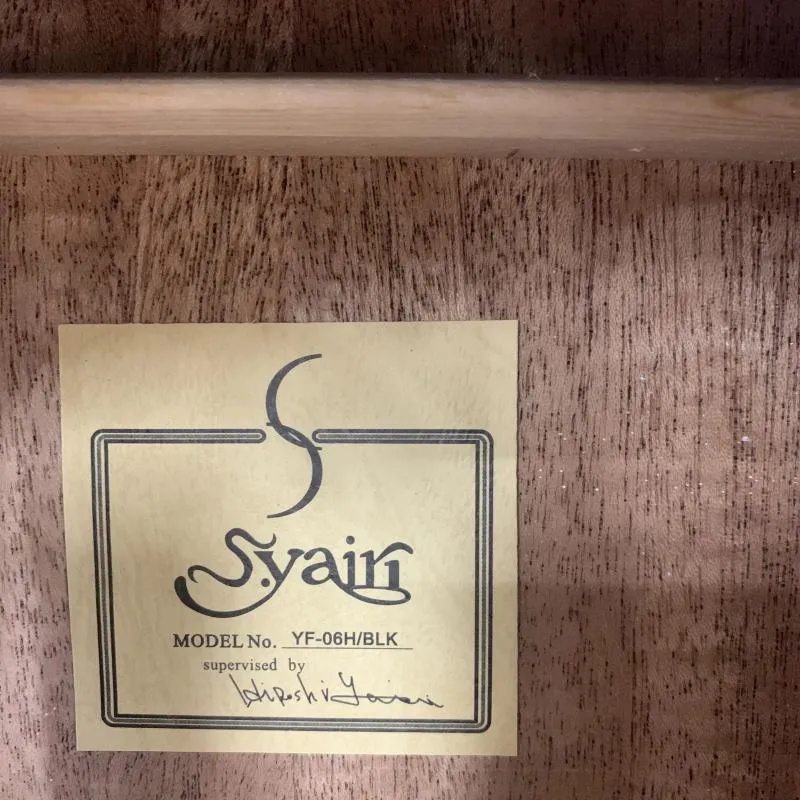 S
S.yairi
MODEL No. YF-06H/BLK
supervised by
Hiroshi Yairi